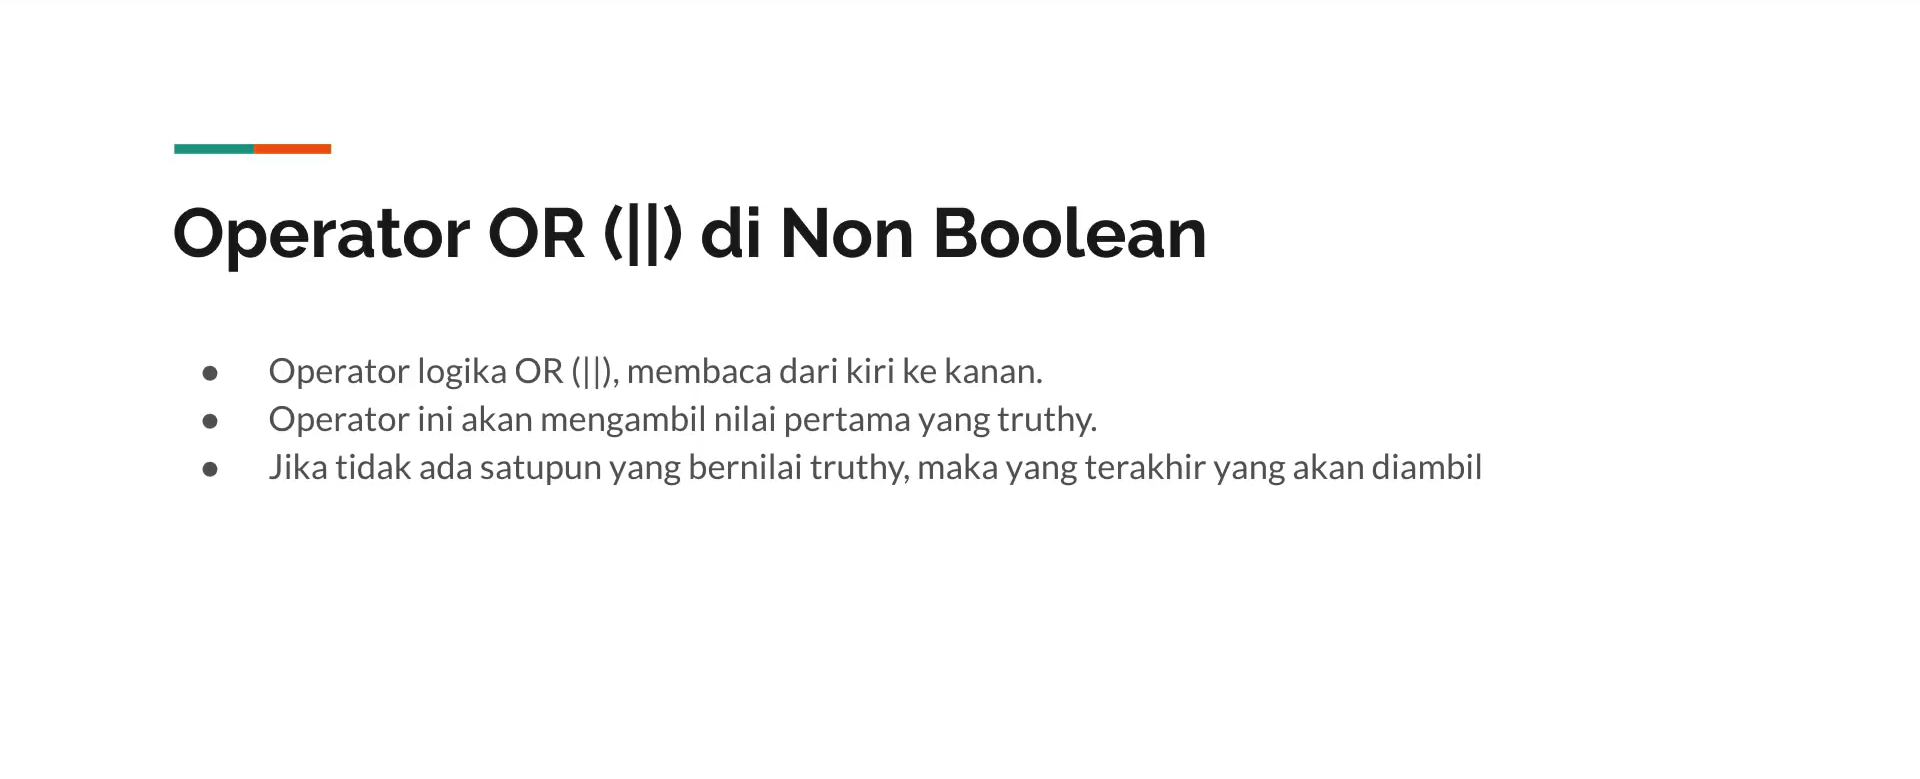 Operator OR (||) di Non Boolean
● Operator logika OR (||), membaca dari kiri ke kanan.
● Operator ini akan mengambil nilai pertama yang truthy.
● Jika tidak ada satupun yang bernilai truthy, maka yang terakhir yang akan diambil